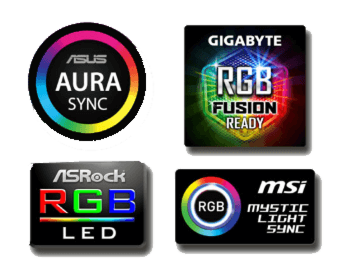 ASUS
AURA
SYNC
GIGABYTE
RGB
FUSION
READY
ASRock
RGB
LED
msi
RGB
MYSTIC
LIGHT
SYNC